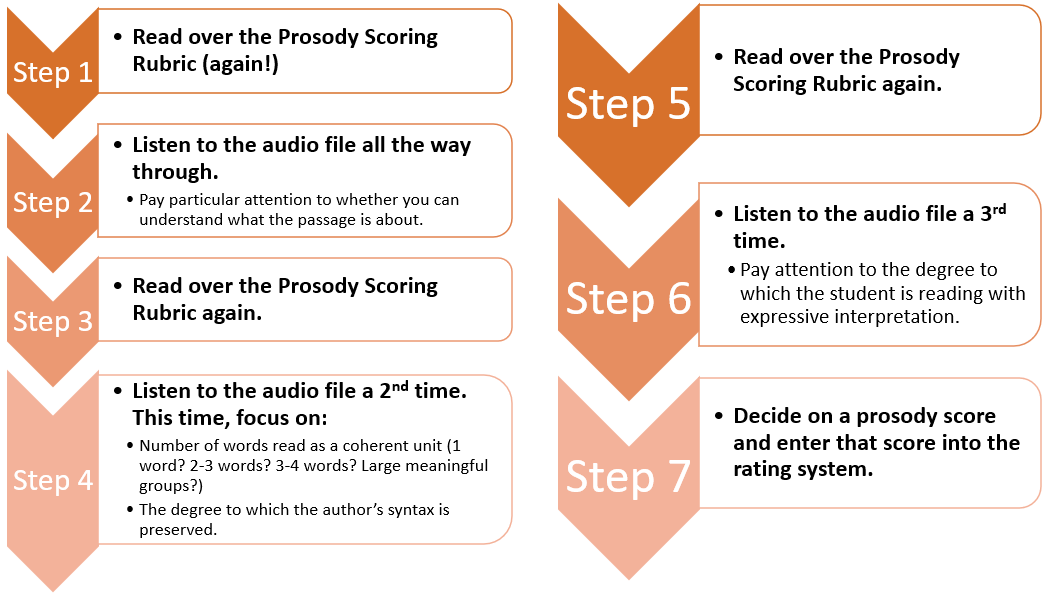 Step 1
• Read over the Prosody Scoring
Rubric (again!)
Step 2
• Listen to the audio file all the way
through.
• Pay particular attention to whether you can
understand what the passage is about.
Step 3
• Read over the Prosody Scoring
Rubric again.
Step 4
• Listen to the audio file a 2nd time.
This time, focus on:
• Number of words read as a coherent unit (1
word? 2-3 words? 3-4 words? Large meaningful
groups?)
• The degree to which the author’s syntax is
preserved.
Step 5
• Read over the Prosody
Scoring Rubric again.
Step 6
• Listen to the audio file a 3rd
time.
• Pay attention to the degree to
which the student is reading with
expressive interpretation.
Step 7
• Decide on a prosody score
and enter that score into the
rating system.